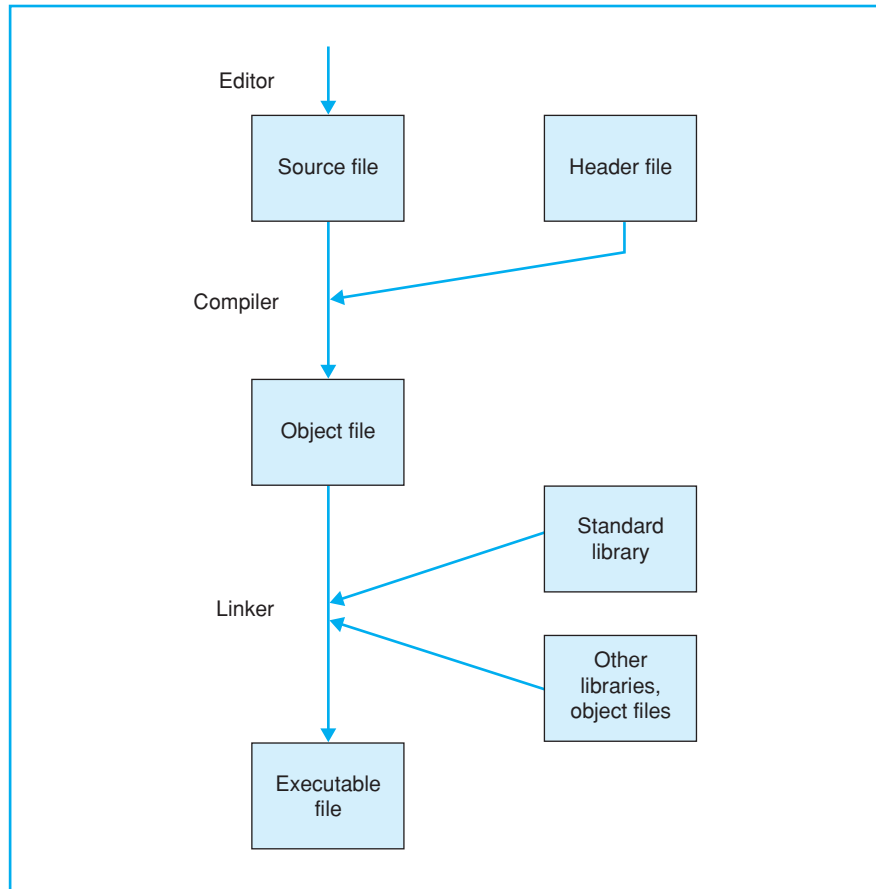 Editor
Source file
Header file
Compiler
Object file
Standard
library
Linker
Other
libraries,
object files
Executable
file